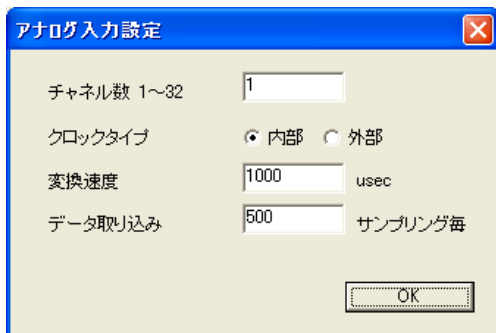 アナログ入力設定
チャネル数 1～32 1
クロックタイプ 内部 外部
変換速度 1000 usec
データ取り込み 500 サンプリング毎
OK